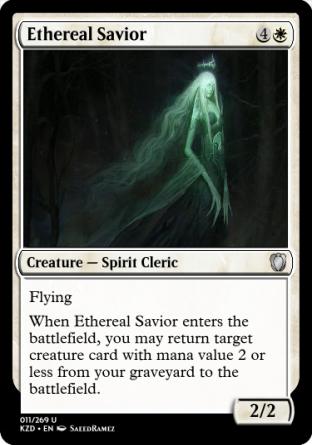 Ethereal Savior 4
Creature — Spirit Cleric
Flying
When Ethereal Savior enters the
battlefield, you may return target
creature card with mana value 2 or
less from your graveyard to the
battlefield.
2/2
011/269 U
KZD • EN SaeedRamez